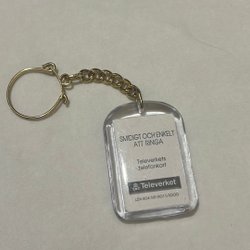 SMIDIGT OCH ENKELT
ATT RINGA
Televerkets
telefonkort
Televerket